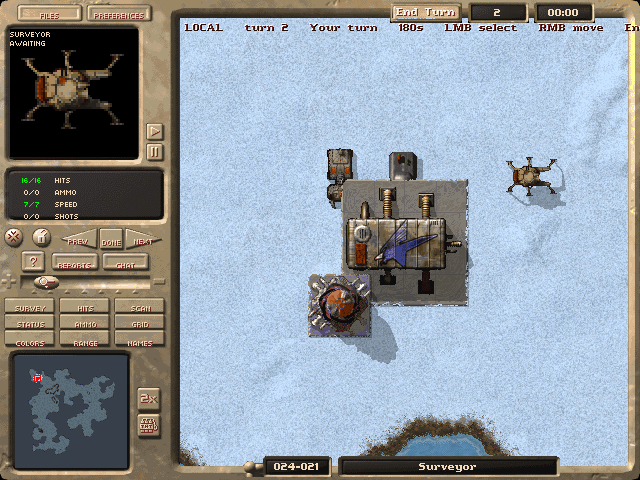 FILES PREFERENCES End Turn 2 00:00
LOCAL turn 2 Your turn 180s LMB select RMB move En
SURVEYOR
AWAITING
16/16 HITS
0/0 AMMO
7/7 SPEED
0/0 SHOTS
PREV DONE NEXT
? REPORTS CHAT
SURVEY HITS SCAN
STATUS AMMO GRID
COLORS RANGE NAMES
2x
024-021 Surveyor